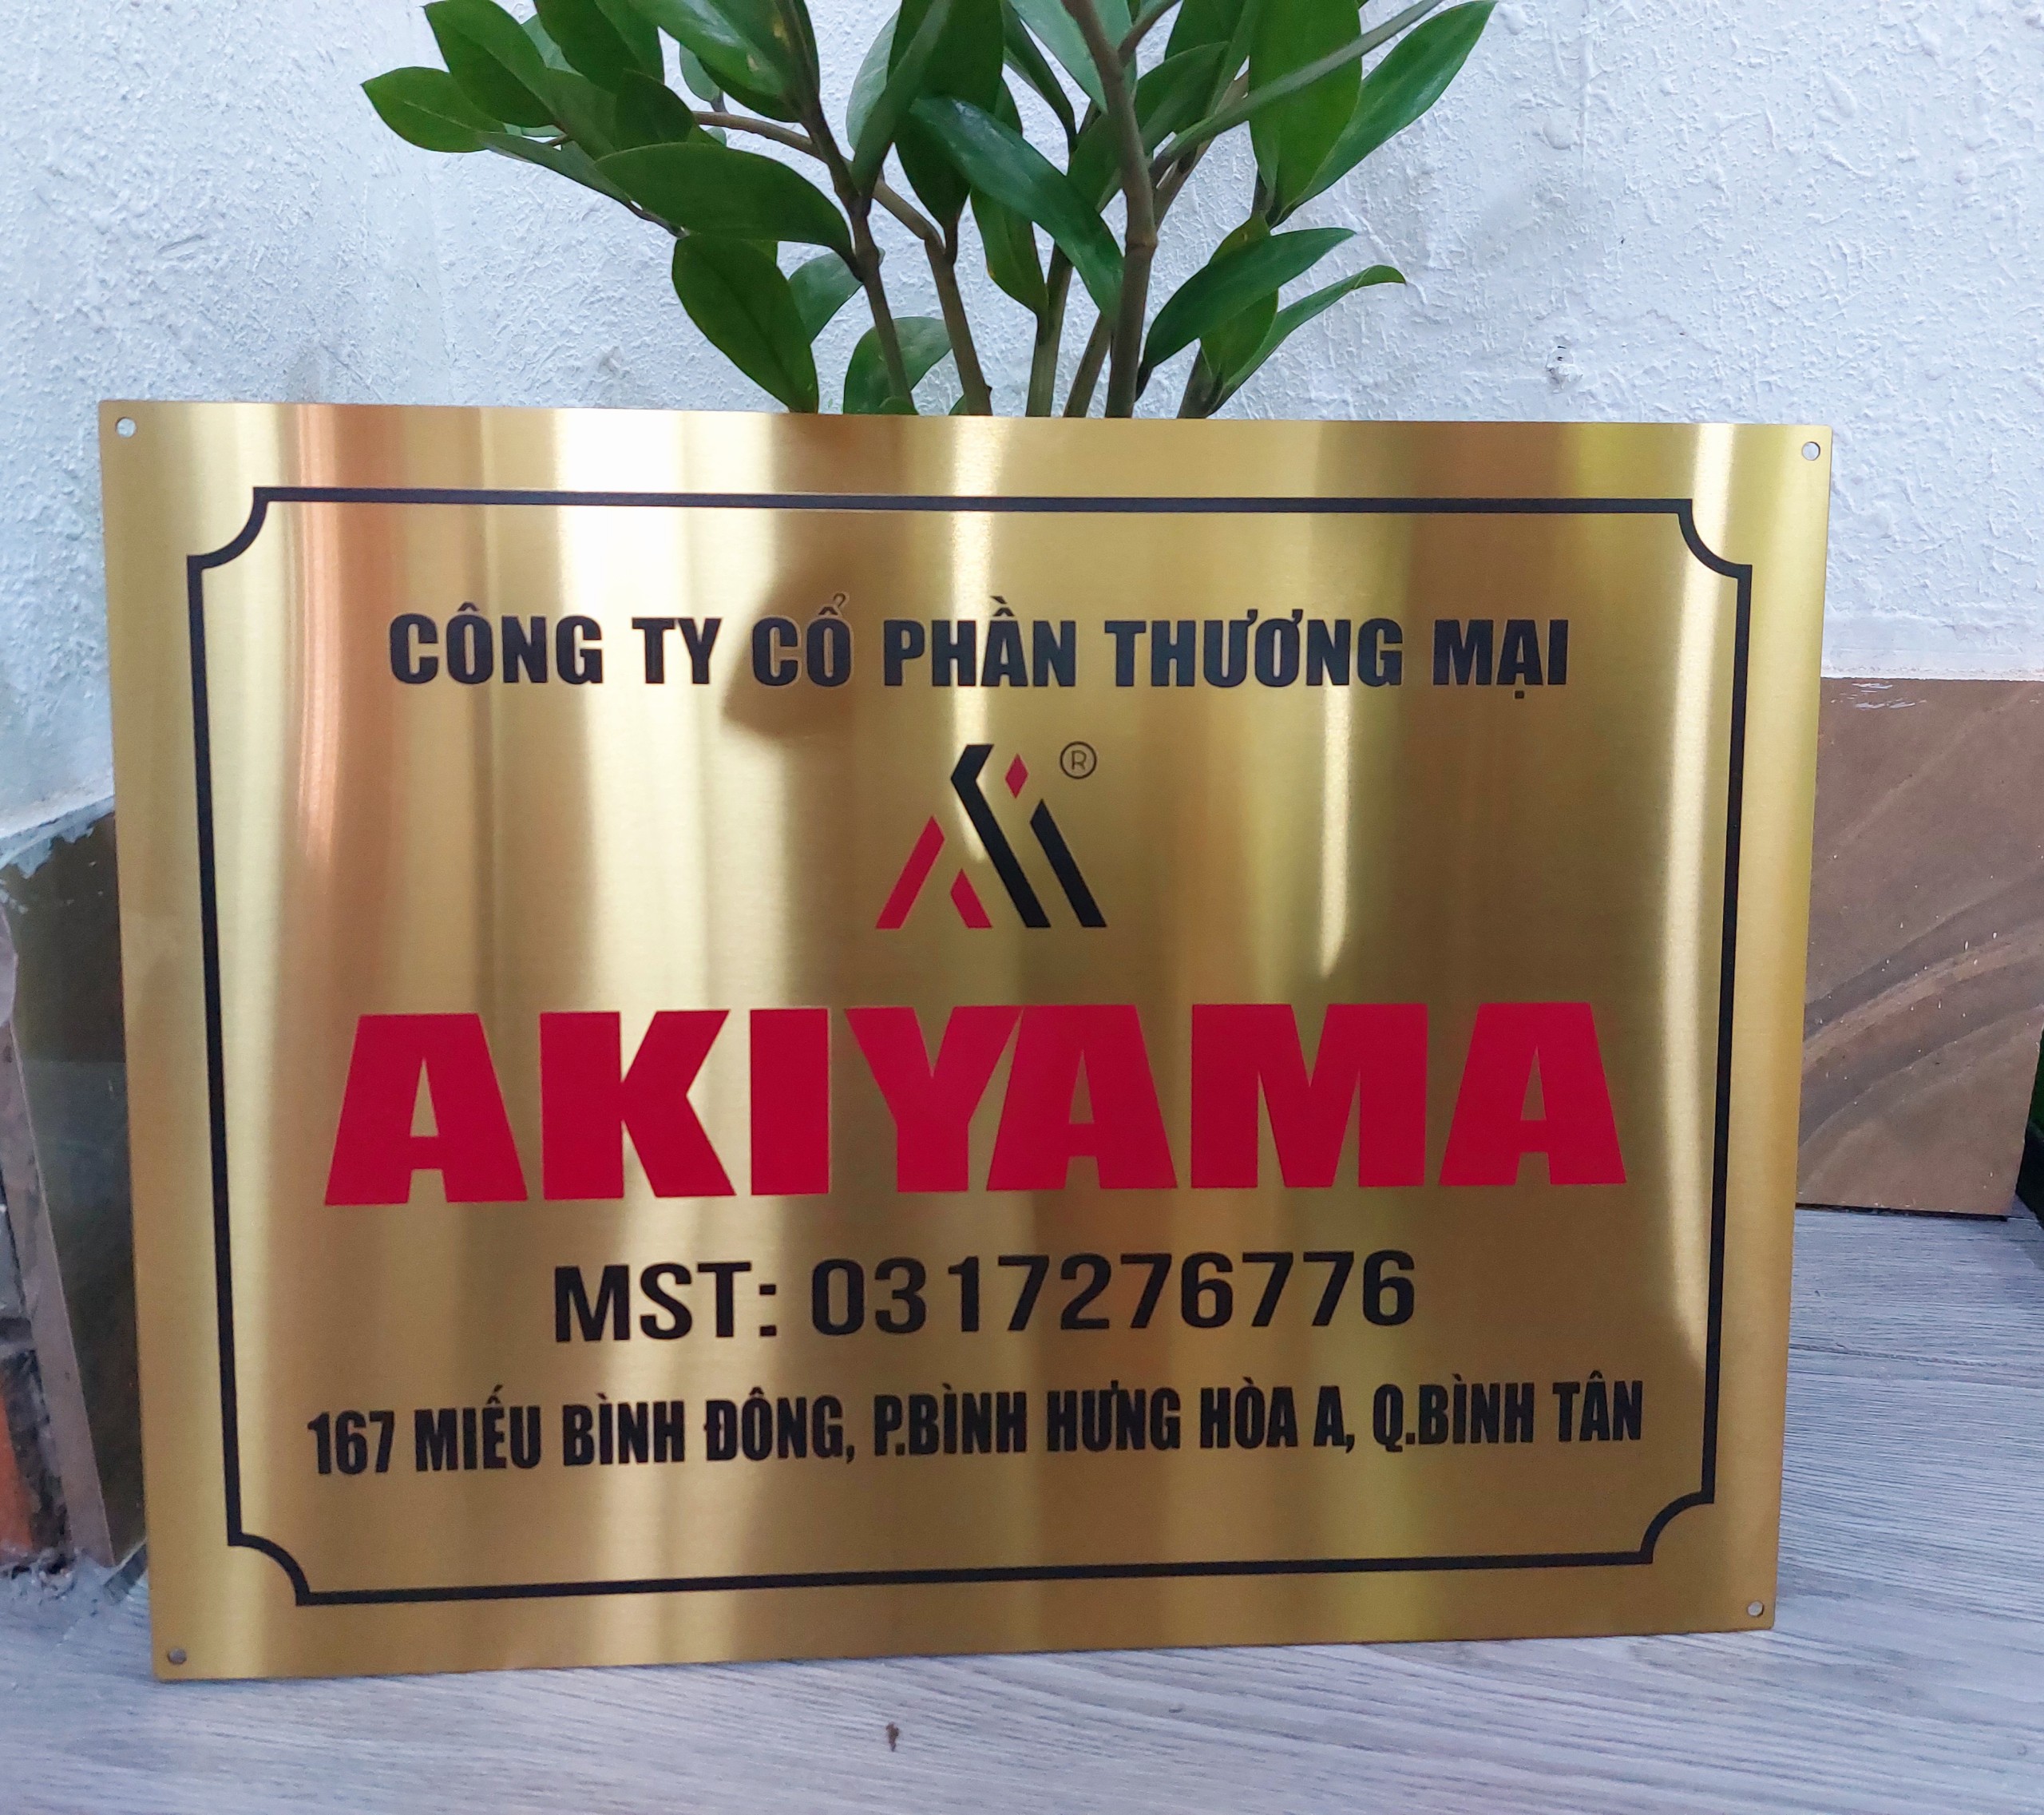 CÔNG TY CỔ PHẦN THƯƠNG MẠI
®
AKIYAMA
MST: 0317276776
167 MIẾU BÌNH ĐÔNG, P.BÌNH HƯNG HÒA A, Q.BÌNH TÂN